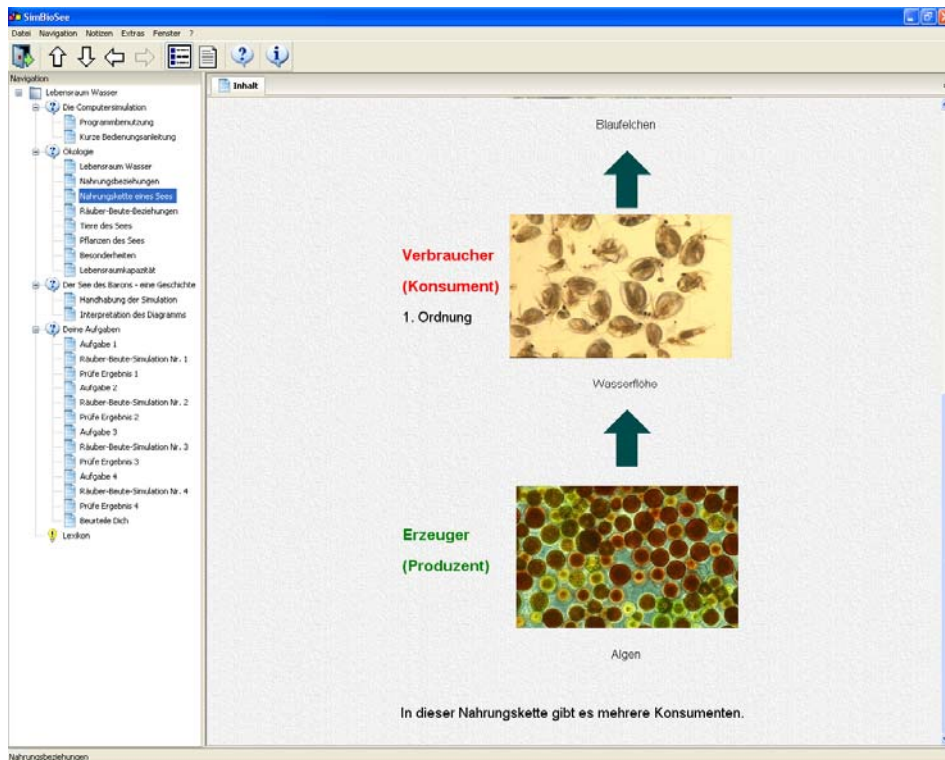 SimBioSee
Datei Navigation Notizen Extras Fenster ?
Navigation
Lebensraum Wasser
Die Computersimulation
Programmbenutzung
Kurze Bedienungsanleitung
Ökologie
Lebensraum Wasser
Nahrungsbeziehungen
Nahrungskette eines Sees
Räuber-Beute-Beziehungen
Tiere des Sees
Pflanzen des Sees
Besonderheiten
Lebensraumkapazität
Der See des Barons - eine Geschichte
Handhabung der Simulation
Interpretation des Diagramms
Deine Aufgaben
Aufgabe 1
Räuber-Beute-Simulation Nr. 1
Prüfe Ergebnis 1
Aufgabe 2
Räuber-Beute-Simulation Nr. 2
Prüfe Ergebnis 2
Aufgabe 3
Räuber-Beute-Simulation Nr. 3
Prüfe Ergebnis 3
Aufgabe 4
Räuber-Beute-Simulation Nr. 4
Prüfe Ergebnis 4
Beurteile Dich
Lexikon
Inhalt
Blaufelchen
Verbraucher
(Konsument)
1. Ordnung
Wasserflöhe
Erzeuger
(Produzent)
Algen
In dieser Nahrungskette gibt es mehrere Konsumenten.
Nahrungsbeziehungen